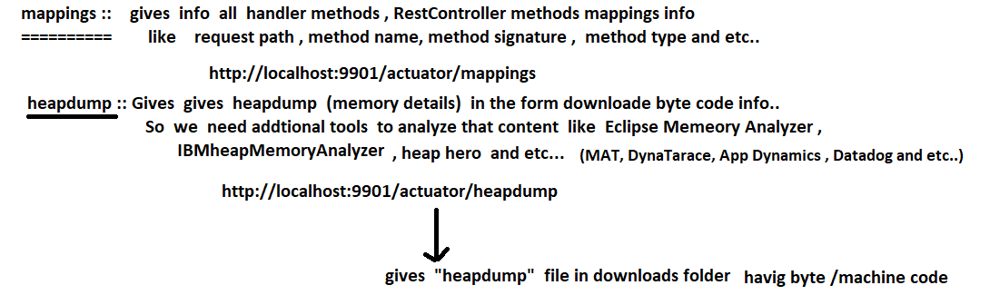 mappings :: gives info all handler methods , RestController methods mappings info
========== like request path , method name, method signature , method type and etc..
http://localhost:9901/actuator/mappings
heapdump :: Gives gives heapdump (memory details) in the form downloade byte code info..
So we need addtional tools to analyze that content like Eclipse Memeory Analyzer ,
IBMheapMemoryAnalyzer , heap hero and etc... (MAT, DynaTarace, App Dynamics , Datadog and etc..)
http://localhost:9901/actuator/heapdump
gives "heapdump" file in downloads folder havig byte /machine code